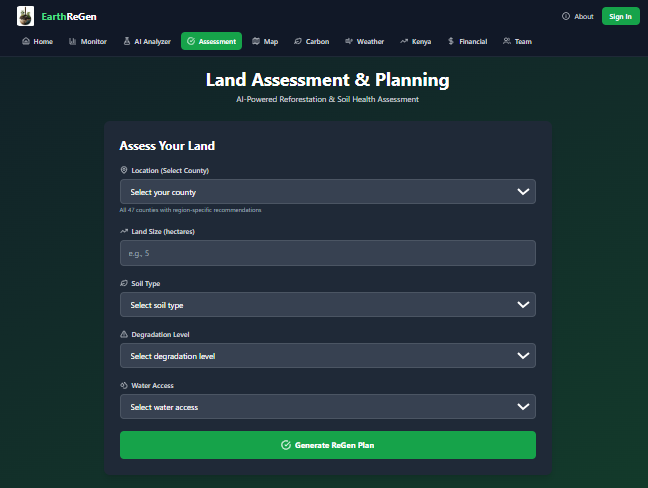 EarthReGen
About
Sign In
Home Monitor AI Analyzer Assessment Map Carbon Weather Kenya Financial Team
Land Assessment & Planning
AI-Powered Reforestation & Soil Health Assessment
Assess Your Land
Location (Select County)
Select your county
All 47 counties with region-specific recommendations
Land Size (hectares)
e.g., 5
Soil Type
Select soil type
Degradation Level
Select degradation level
Water Access
Select water access
Generate ReGen Plan